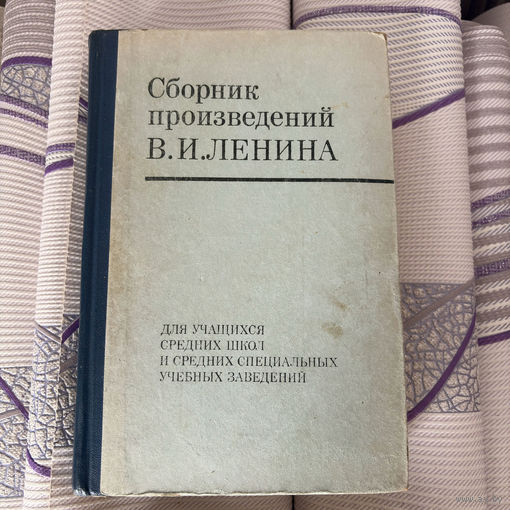 Сборник
произведений
В.И.ЛЕНИНА
ДЛЯ УЧАЩИХСЯ
СРЕДНИХ ШКОЛ
И СРЕДНИХ СПЕЦИАЛЬНЫХ
УЧЕБНЫХ ЗАВЕДЕНИЙ